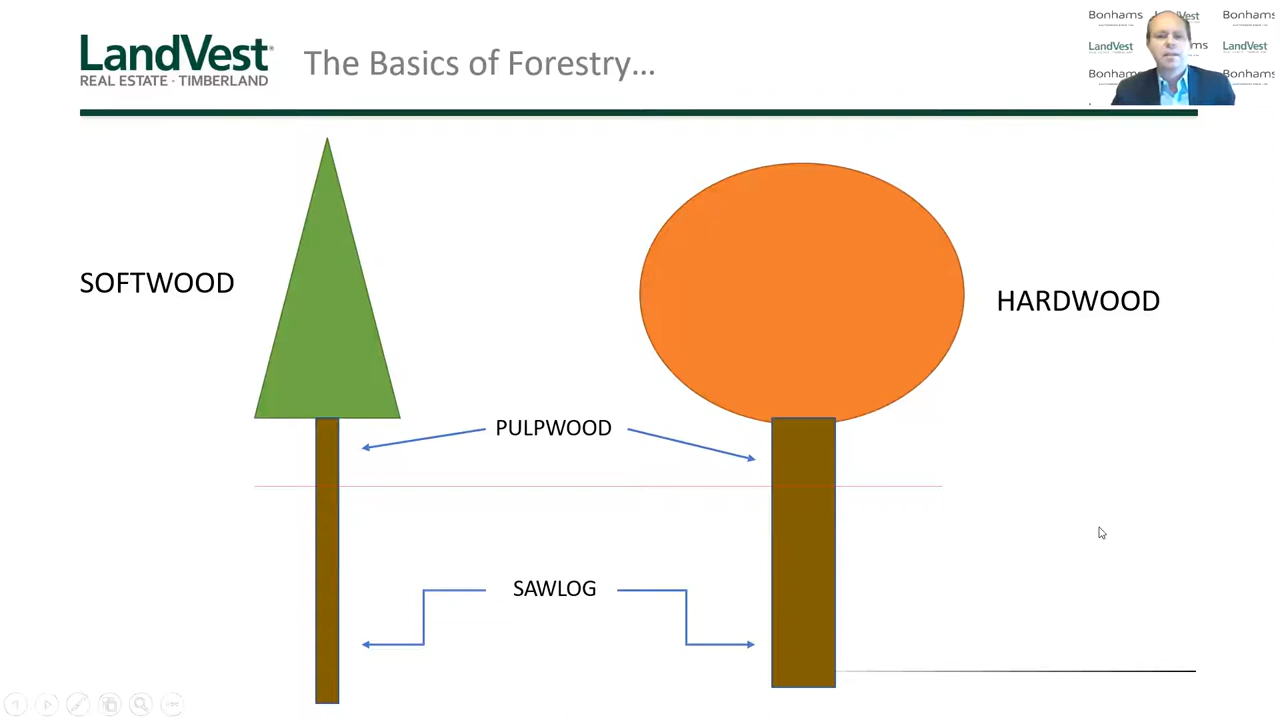 LandVest®
REAL ESTATE · TIMBERLAND
The Basics of Forestry...
Bonhams
LandVest
Bonhams
LandVest
LandVest
Bonhams
Bonhams
SOFTWOOD
HARDWOOD
PULPWOOD
SAWLOG